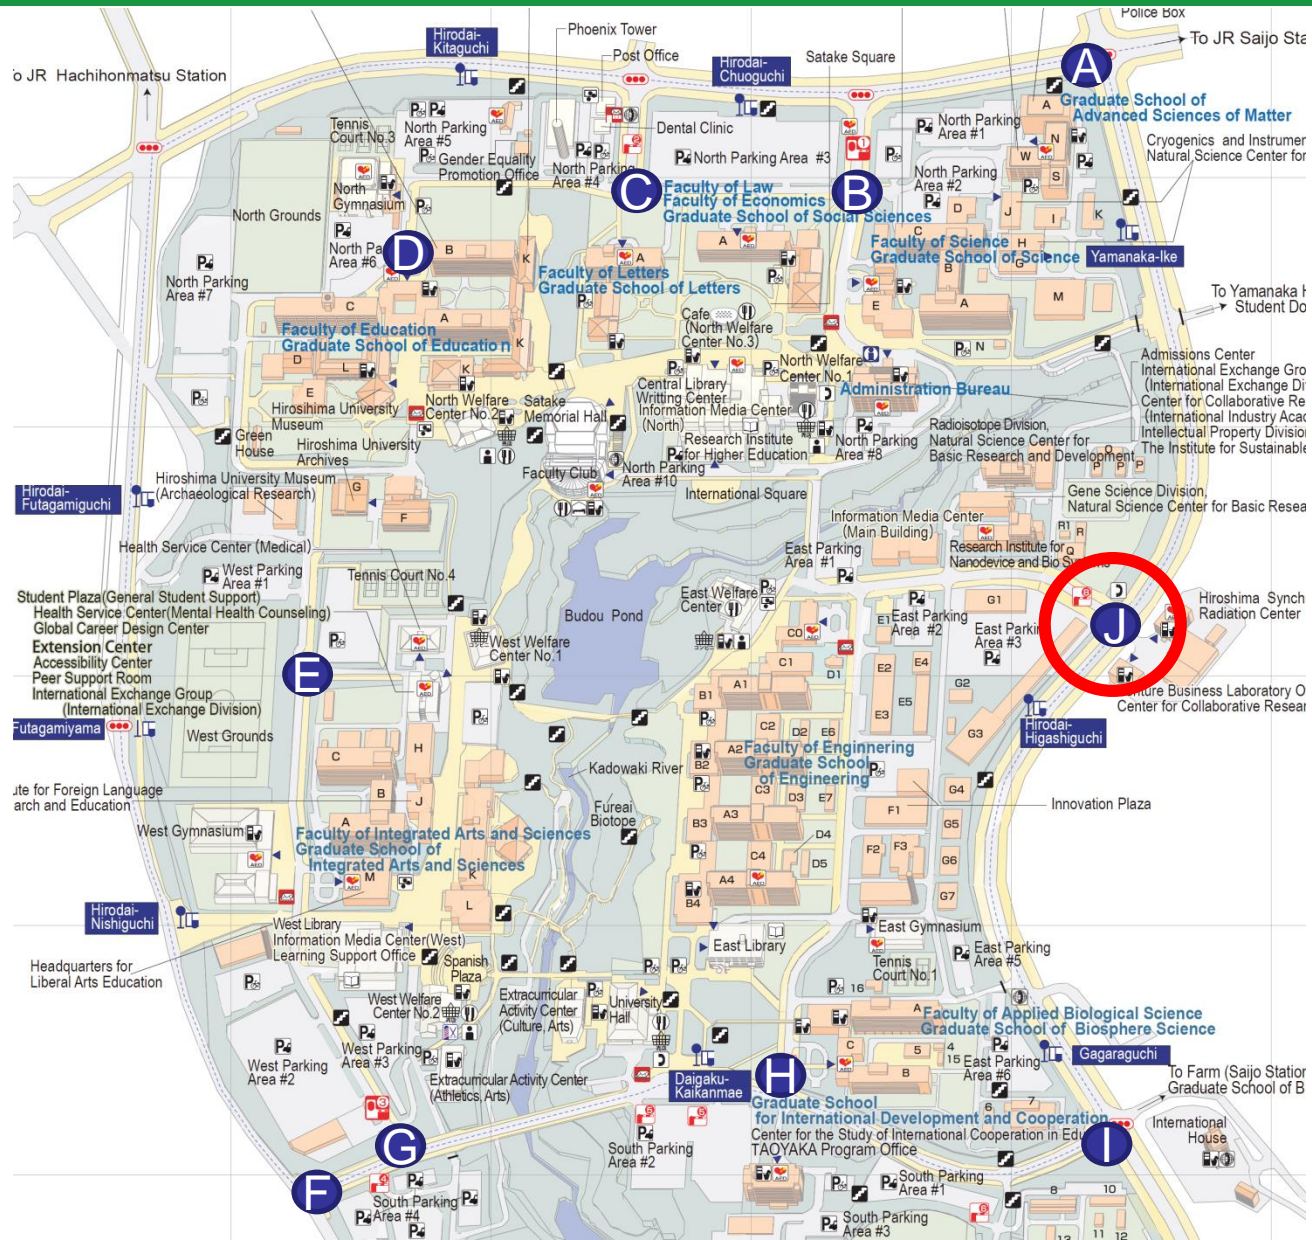 Police Box
To JR Saijo Sta
To JR Hachihonmatsu Station
Hirodai-
Kitaguchi
Phoenix Tower
Post Office
Hirodai-
Chuoguchi
Satake Square
A
Graduate School of
Advanced Sciences of Matter
Cryogenics and Instrumen
Natural Science Center for
Tennis
Court No.3
North Parking
Area #5
Gender Equality
Promotion Office
Dental Clinic
North Parking
Area #4
North Parking Area #3
North Parking
Area #1
North Parking
Area #2
C
B
Faculty of Law
Faculty of Economics
Graduate School of Social Sciences
North
Gymnasium
North Grounds
North Pa
Area #6
D
Faculty of Science
Graduate School of Science
Yamanaka-Ike
North Parking
Area #7
Faculty of Letters
Graduate School of Letters
To Yamanaka H
Student Do
Faculty of Education
Graduate School of Education
Cafe
(North Welfare
Center No.3)
North Welfare
Center No.1
Administration Bureau
Admissions Center
International Exchange Gro
(International Exchange Di
Center for Collaborative Re
(International Industry Acad
Intellectual Property Division
The Institute for Sustainable
Hiroshima University
Museum
North Welfare
Center No.2
Satake
Memorial Hall
Central Library
Writting Center
Information Media Center
(North)
Research Institute
for Higher Education
North Parking
Area #8
Radioisotope Division,
Natural Science Center for
Basic Research and Development
Green
House
Hiroshima University
Archives
Hiroshima University Museum
(Archaeological Research)
Faculty Club
North Parking
Area #10
International Square
Gene Science Division,
Natural Science Center for Basic Resea
Hirodai-
Futagamiguchi
Information Media Center
(Main Building)
Research Institute for
Nanodevice and Bio Systems
Health Service Center (Medical)
West Parking
Area #1
Tennis Court No.4
East Parking
Area #1
Student Plaza(General Student Support)
Health Service Center(Mental Health Counseling)
Global Career Design Center
Extension Center
Accessibility Center
Peer Support Room
International Exchange Group
(International Exchange Division)
Budou Pond
East Welfare
Center
East Parking
Area #2
East Parki
Area #3
J
Hiroshima Synch
Radiation Center
West Welfare
Center No.1
E
enture Business Laboratory O
Center for Collaborative Resear
Futagamiyama
West Grounds
Hirodai-
Higashiguchi
Faculty of Enginnering
Graduate School
of Engineering
Kadowaki River
Fureai
Biotope
Innovation Plaza
ute for Foreign Language
arch and Education
West Gymnasium
Faculty of Integrated Arts and Sciences
Graduate School of
Integrated Arts and Sciences
Hirodai-
Nishiguchi
West Library
Information Media Center(West)
Learning Support Office
Spanish
Plaza
East Library
East Gymnasium
Tennis
Court No.1
East Parking
Area #5
Headquarters for
Liberal Arts Education
West Welfare
Center No.2
Extracurricular
Activity Center
(Culture, Arts)
University
Hall
Faculty of Applied Biological Science
Graduate School of Biosphere Science
West Parking
Area #2
West Parking
Area #3
Extracurricular Activity Center
(Athletics, Arts)
Daigaku-
Kaikanmae
H
East Parking
Area #6
Gagaraguchi
To Farm (Saijo Station
Graduate School of B
Graduate School
for International Development and Cooperation
Center for the Study of International Cooperation in Edu
TAOYAKA Program Office
I
International
House
G
F
South Parking
Area #2
South Parking
Area #4
South Parking
Area #1
South Parking
Area #3